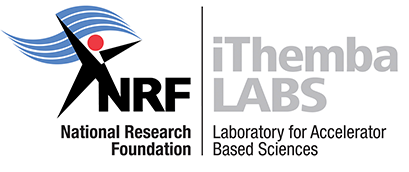 NRF
National Research
Foundation
iThemba
LABS
Laboratory for Accelerator
Based Sciences